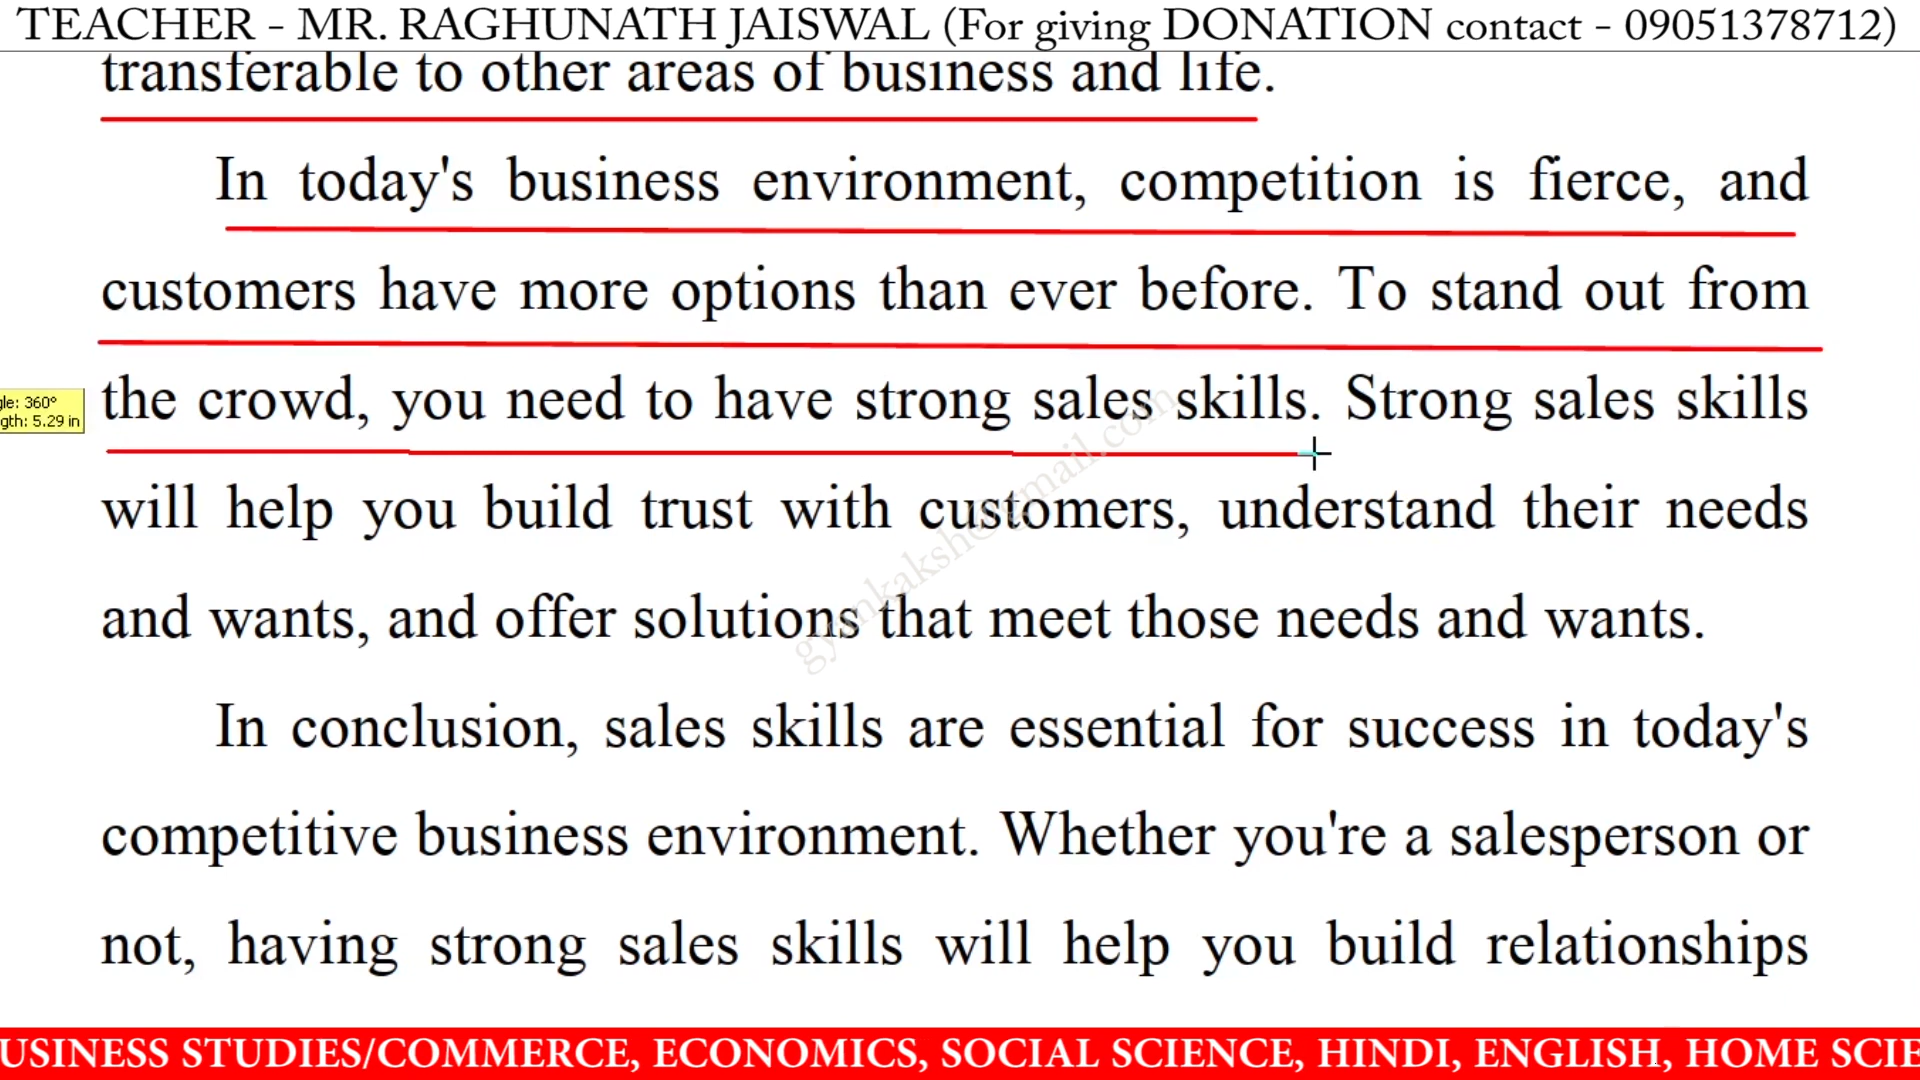 TEACHER - MR. RAGHUNATH JAISWAL (For giving DONATION contact - 09051378712)
transferable to other areas of business and life.
In today's business environment, competition is fierce, and
customers have more options than ever before. To stand out from
gle: 360°
gth: 5.29 in
the crowd, you need to have strong sales skills. Strong sales skills
will help you build trust with customers, understand their needs
and wants, and offer solutions that meet those needs and wants.
gyankaksh@gmail.com
In conclusion, sales skills are essential for success in today's
competitive business environment. Whether you're a salesperson or
not, having strong sales skills will help you build relationships
USINESS STUDIES/COMMERCE, ECONOMICS, SOCIAL SCIENCE, HINDI, ENGLISH, HOME SCIE